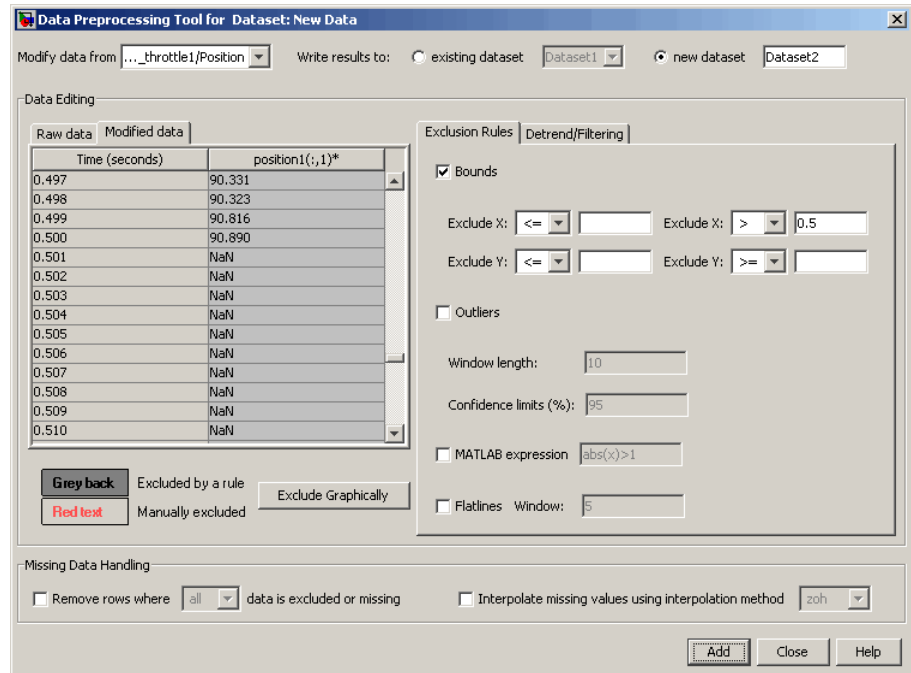 Data Preprocessing Tool for Dataset: New Data
Modify data from ..._throttle1/Position Write results to: existing dataset Dataset1 new dataset Dataset2
Data Editing
Raw data Modified data
Time (seconds) position1(:,1)*
0.497 90.331
0.498 90.323
0.499 90.816
0.500 90.890
0.501 NaN
0.502 NaN
0.503 NaN
0.504 NaN
0.505 NaN
0.506 NaN
0.507 NaN
0.508 NaN
0.509 NaN
0.510 NaN
Grey back Excluded by a rule
Red text Manually excluded
Exclude Graphically
Exclusion Rules Detrend/Filtering
Bounds
Exclude X: <= Exclude X: > 0.5
Exclude Y: <= Exclude Y: >=
Outliers
Window length: 10
Confidence limits (%): 95
MATLAB expression abs(x)>1
Flatlines Window: 5
Missing Data Handling
Remove rows where all data is excluded or missing Interpolate missing values using interpolation method zoh
Add Close Help